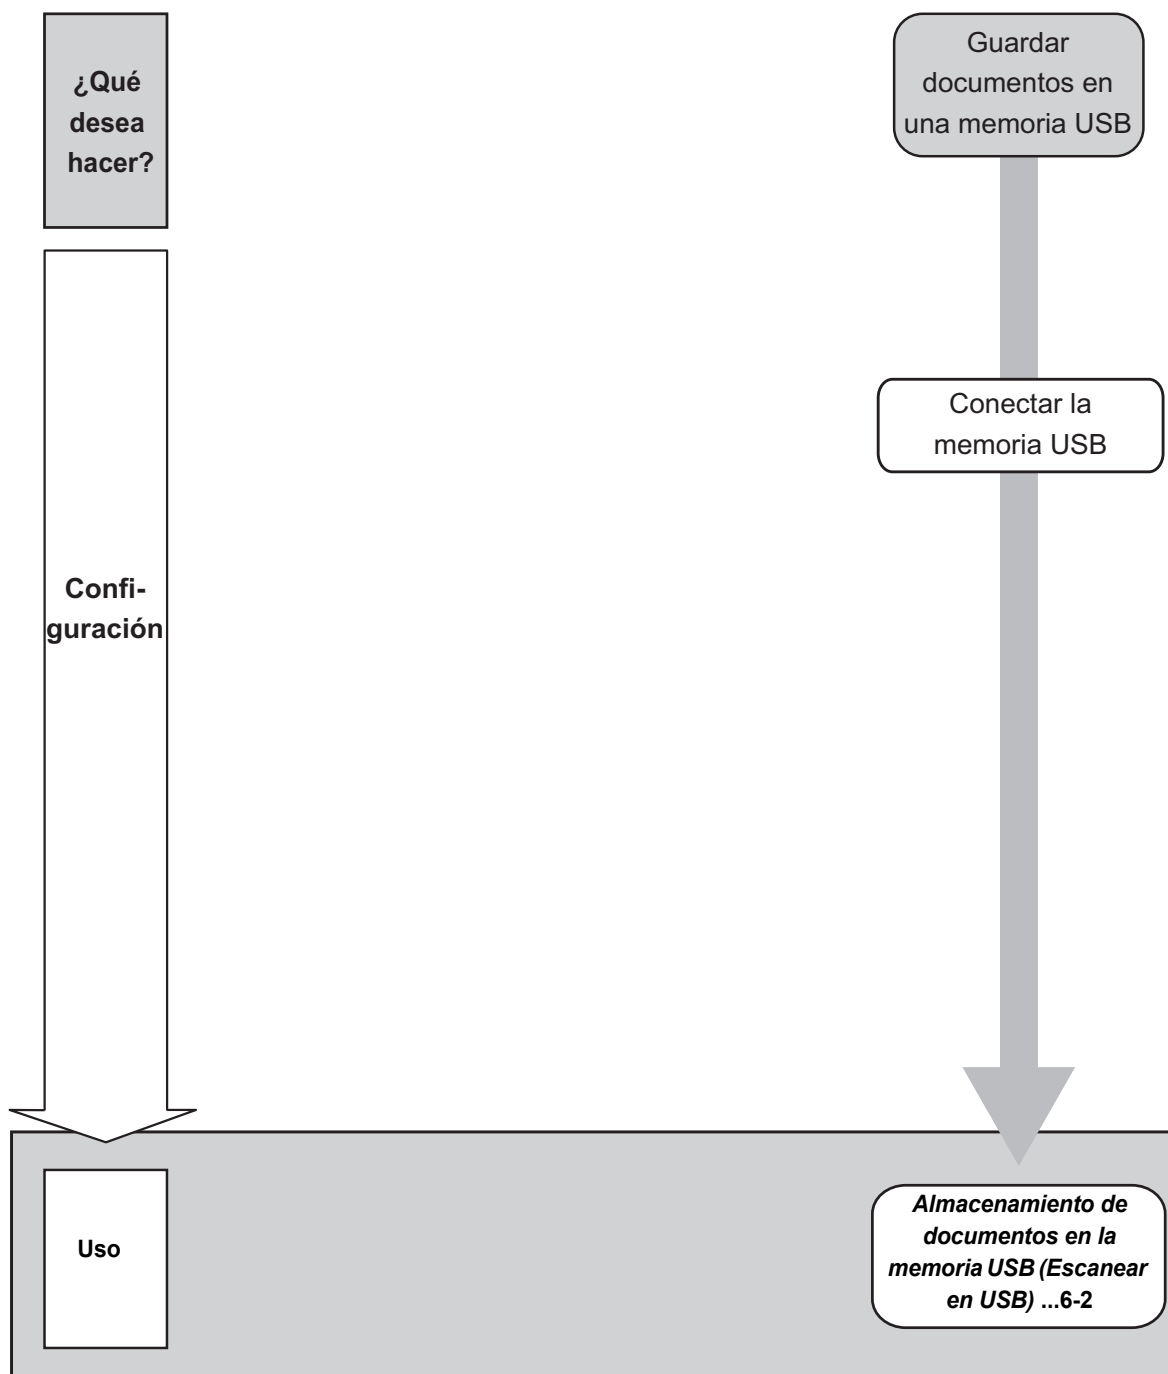 ¿Qué
desea
hacer?
Guardar
documentos en
una memoria USB
Conectar la
memoria USB
Confi-
guración
Uso
Almacenamiento de
documentos en la
memoria USB (Escanear
en USB) ...6-2